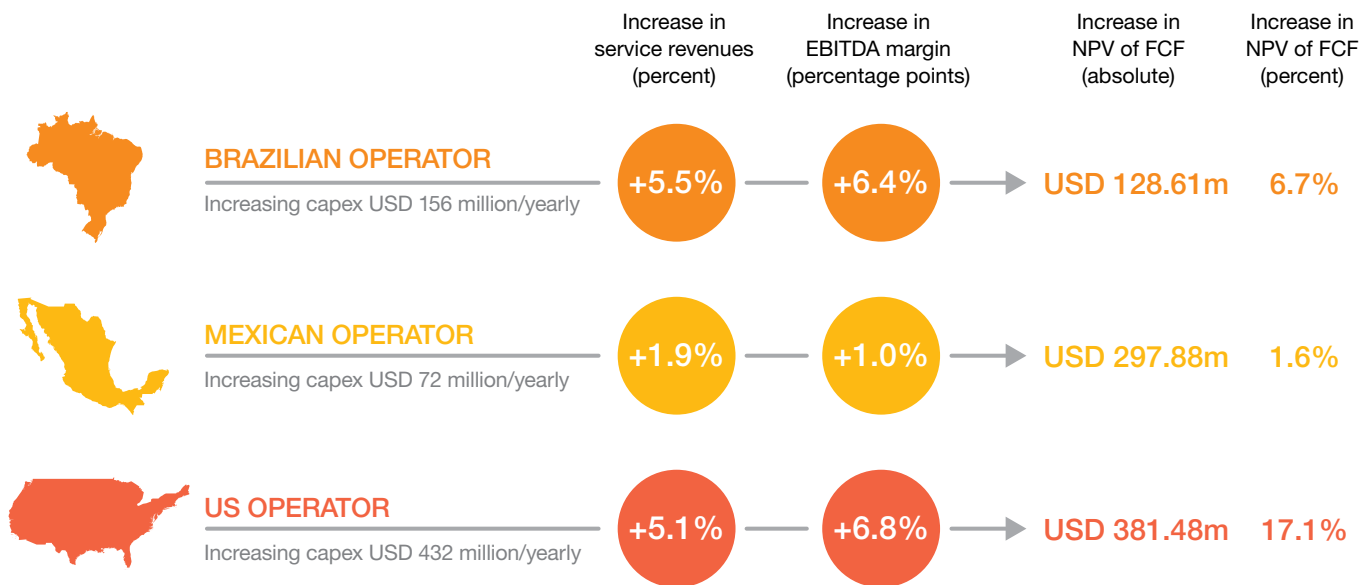 Increase in
service revenues
(percent)
Increase in
EBITDA margin
(percentage points)
Increase in
NPV of FCF
(absolute)
Increase in
NPV of FCF
(percent)
BRAZILIAN OPERATOR
Increasing capex USD 156 million/yearly
+5.5%
+6.4%
USD 128.61m
6.7%
MEXICAN OPERATOR
Increasing capex USD 72 million/yearly
+1.9%
+1.0%
USD 297.88m
1.6%
US OPERATOR
Increasing capex USD 432 million/yearly
+5.1%
+6.8%
USD 381.48m
17.1%